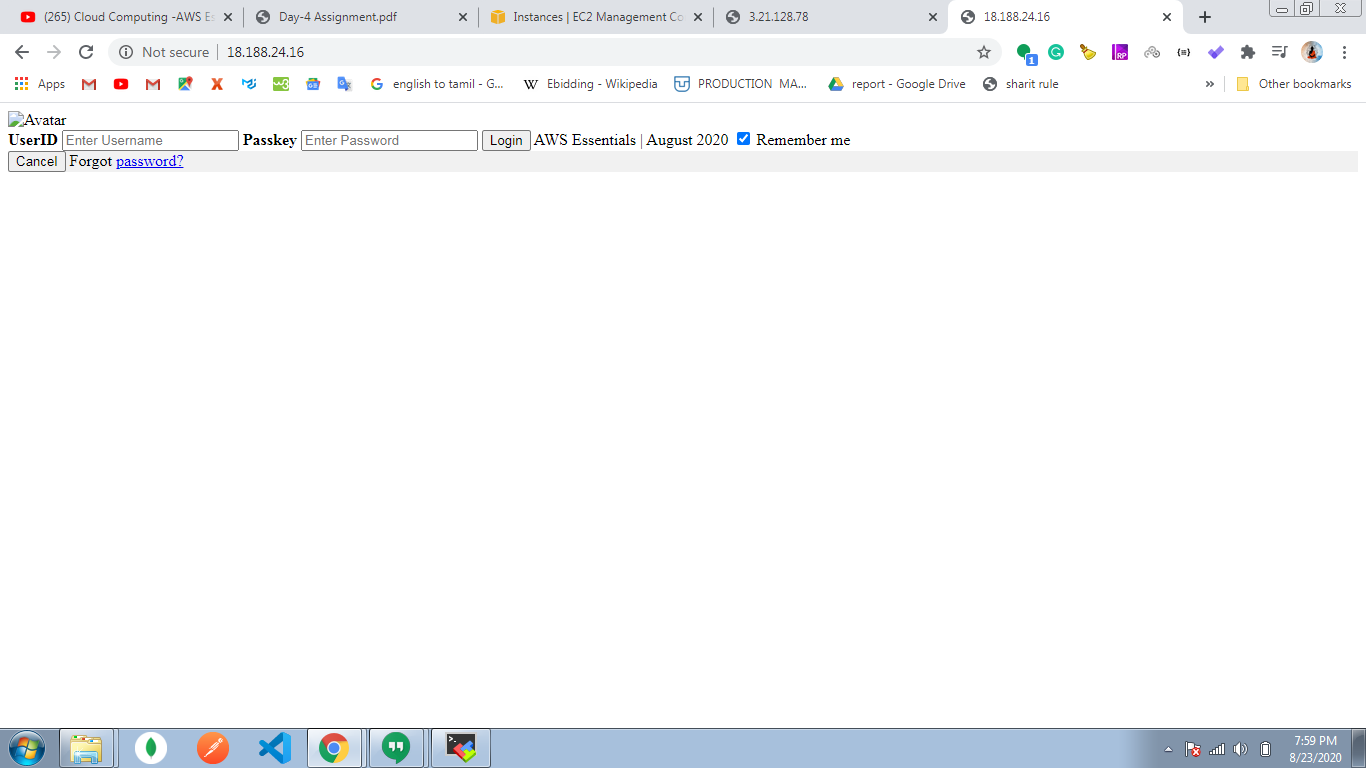 (265) Cloud Computing -AWS Es
Day-4 Assignment.pdf
Instances | EC2 Management Co
3.21.128.78
18.188.24.16
Not secure | 18.188.24.16
1
RP
Apps
english to tamil - G...
W Ebidding - Wikipedia
PRODUCTION MA...
report - Google Drive
sharit rule
»
Other bookmarks
Avatar
UserID Enter Username Passkey Enter Password Login AWS Essentials | August 2020 Remember me
Cancel Forgot password?
7:59 PM
8/23/2020